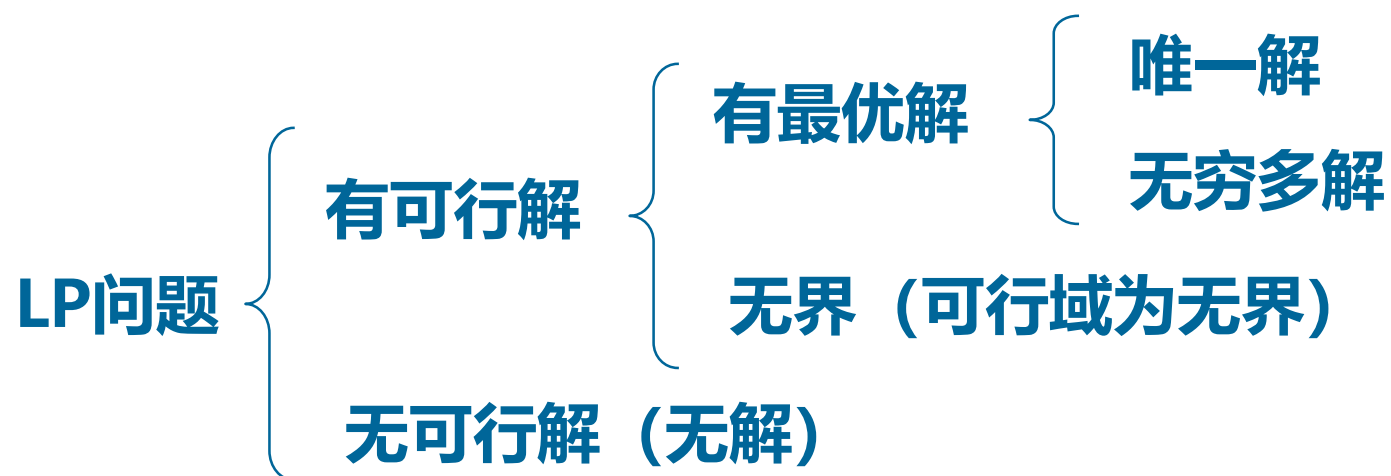 唯一解
有最优解
无穷多解
有可行解
LP问题
无界（可行域为无界）
无可行解（无解）